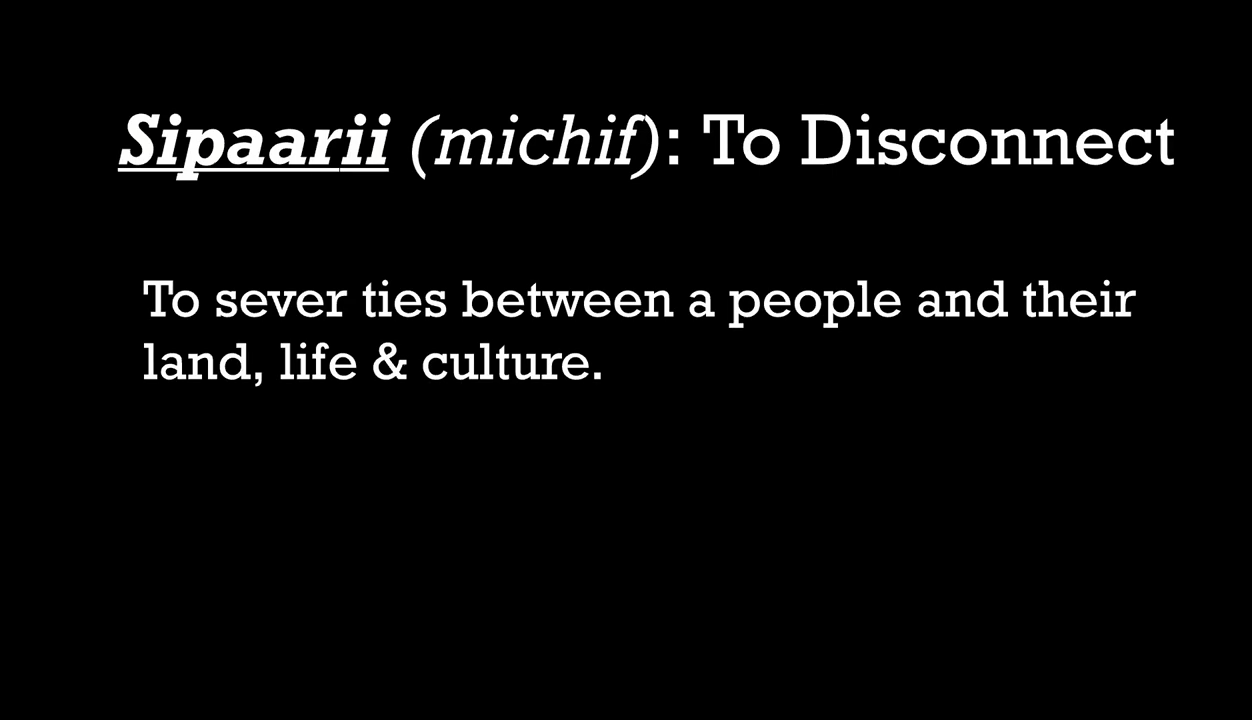 Sipaarii (michif): To Disconnect
To sever ties between a people and their
land, life & culture.